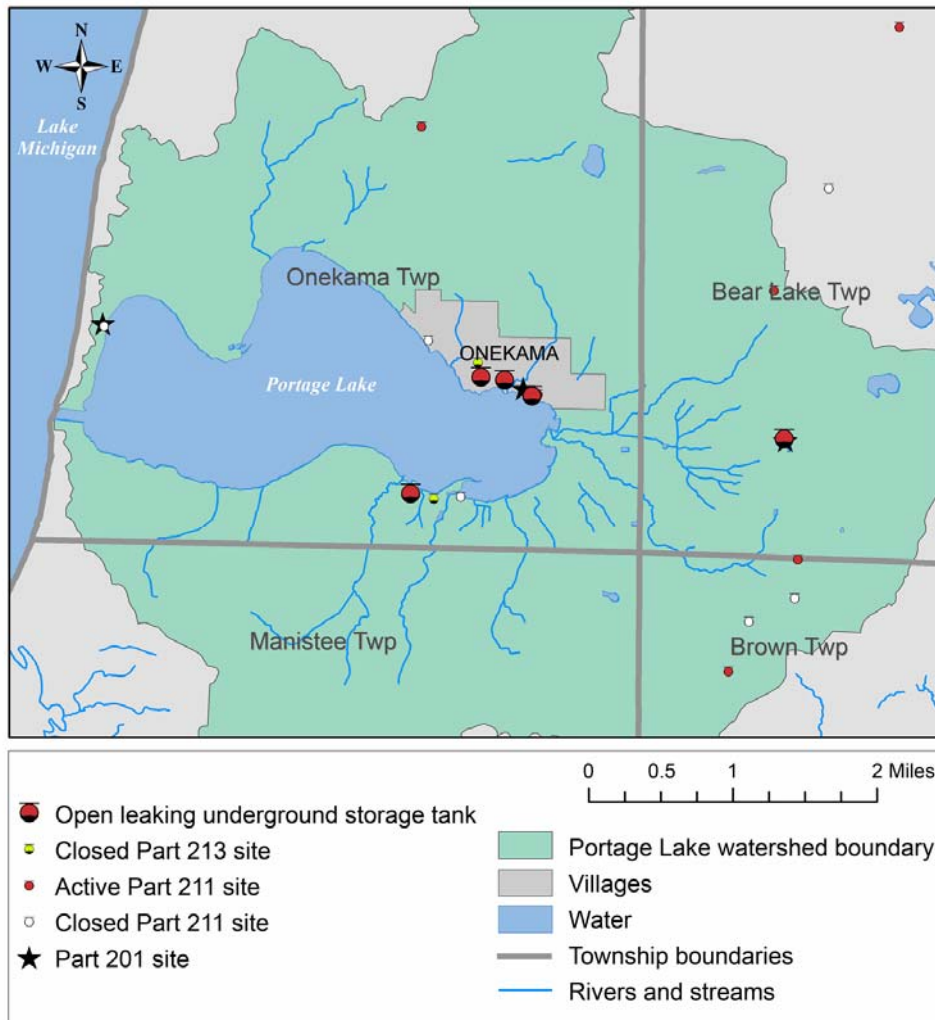 N
W E
S
Lake
Michigan
Onekama Twp
Bear Lake Twp
ONEKAMA
Portage Lake
Manistee Twp
Brown Twp
0 0.5 1 2 Miles
Open leaking underground storage tank
Closed Part 213 site
Active Part 211 site
Closed Part 211 site
Part 201 site
Portage Lake watershed boundary
Villages
Water
Township boundaries
Rivers and streams